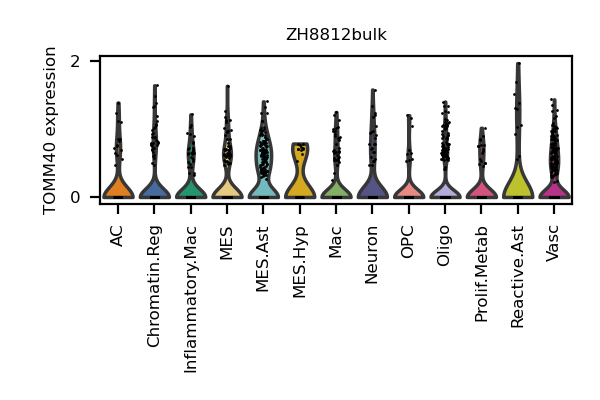 ZH8812bulk
TOMM40 expression
2
0
AC
Chromatin.Reg
Inflammatory.Mac
MES
MES.Ast
MES.Hyp
Mac
Neuron
OPC
Oligo
Prolif.Metab
Reactive.Ast
Vasc